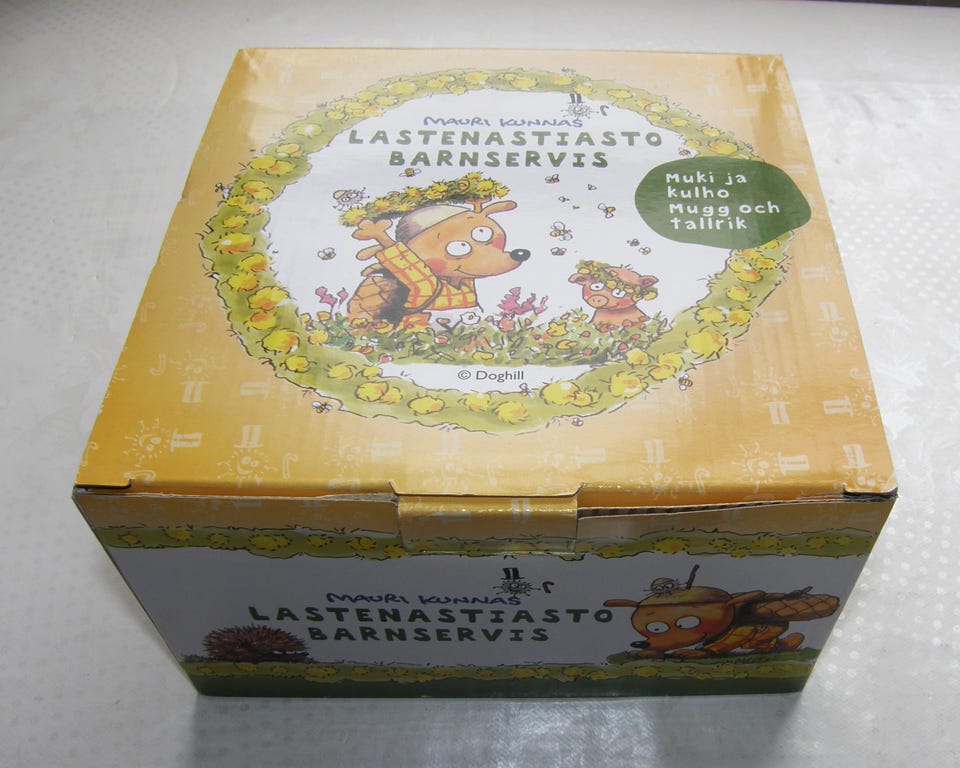 MAURI KUNNAS
LASTENASTIASTO
BARNSERVIS
Muki ja
kulho
Mugg och
tallrik
© Doghill
MAURI KUNNAS
LASTENASTIASTO
BARNSERVIS